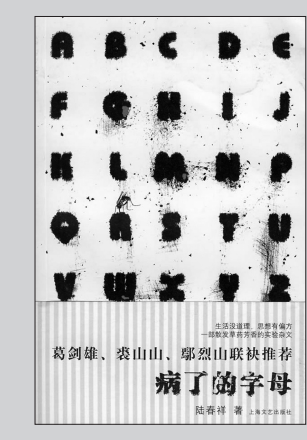 A B C D E
F G H I J
K L M N P
O R S T U
V W X Y Z
生活没道理，思想有偏方
一部散发草药芳香的实验杂文
葛剑雄、裘山山、鄢烈山联袂推荐
病了的字母
陆春祥 著 上海文艺出版社